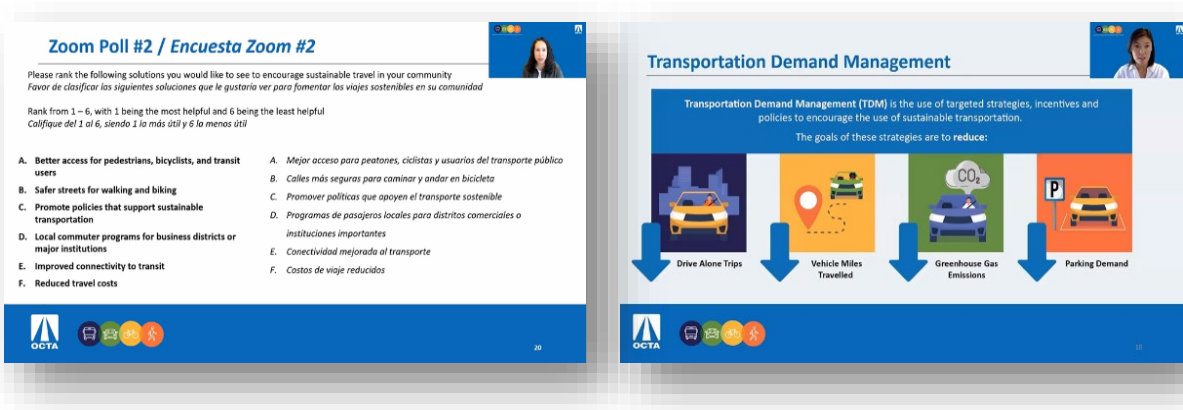 Zoom Poll #2 / Encuesta Zoom #2
Please rank the following solutions you would like to see to encourage sustainable travel in your community
Favor de clasificar las siguientes soluciones que le gustaría ver para fomentar los viajes sostenibles en su comunidad
Rank from 1 – 6, with 1 being the most helpful and 6 being the least helpful
Califique del 1 al 6, siendo 1 la más útil y 6 la menos útil
A. Better access for pedestrians, bicyclists, and transit
users
B. Safer streets for walking and biking
C. Promote policies that support sustainable
transportation
D. Local commuter programs for business districts or
major institutions
E. Improved connectivity to transit
F. Reduced travel costs
A. Mejor acceso para peatones, ciclistas y usuarios del transporte público
B. Calles más seguras para caminar y andar en bicicleta
C. Promover políticas que apoyen el transporte sostenible
D. Programas de pasajeros locales para distritos comerciales o
instituciones importantes
E. Conectividad mejorada al transporte
F. Costos de viaje reducidos
OCTA
20
Transportation Demand Management
Transportation Demand Management (TDM) is the use of targeted strategies, incentives and
policies to encourage the use of sustainable transportation.
The goals of these strategies are to reduce:
CO2
P
Drive Alone Trips
Vehicle Miles
Travelled
Greenhouse Gas
Emissions
Parking Demand
OCTA
10